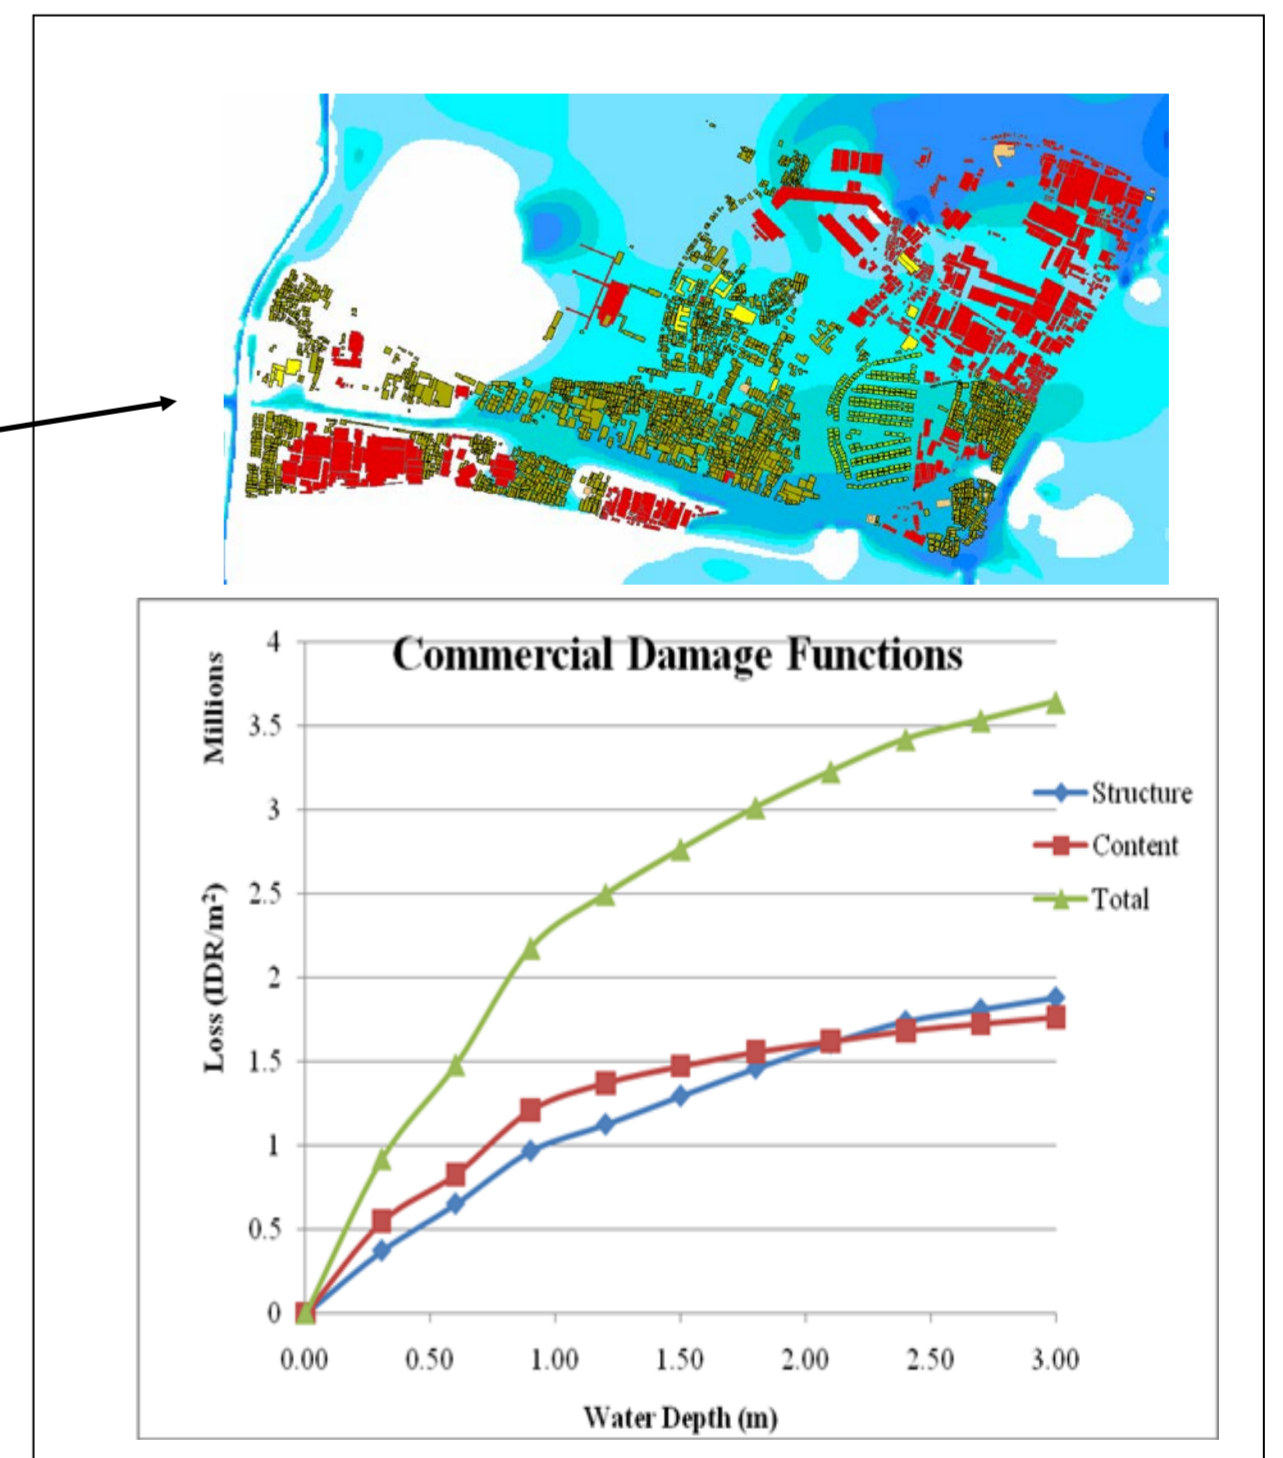 Commercial Damage Functions
Millions
Loss (IDR/m²)
4
3.5
3
2.5
2
1.5
1
0.5
0
Structure
Content
Total
0.00 0.50 1.00 1.50 2.00 2.50 3.00
Water Depth (m)